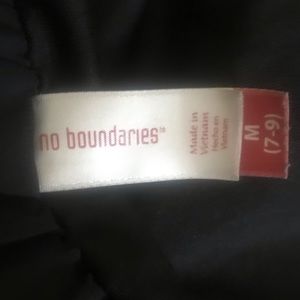 no boundaries™
Made in
Vietnam
Hecho en
Vietnam
M
(7-9)